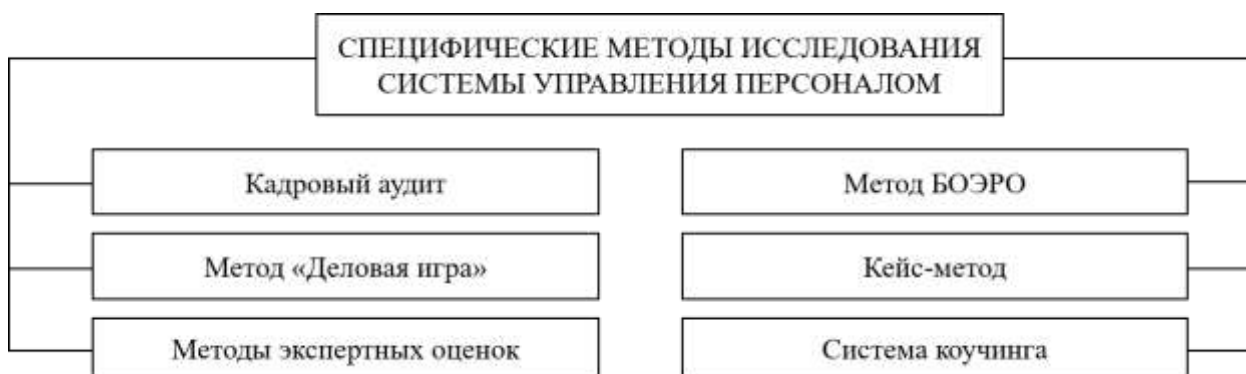 СПЕЦИФИЧЕСКИЕ МЕТОДЫ ИССЛЕДОВАНИЯ
СИСТЕМЫ УПРАВЛЕНИЯ ПЕРСОНАЛОМ
Кадровый аудит
Метод БОЭРО
Метод «Деловая игра»
Кейс-метод
Методы экспертных оценок
Система коучинга